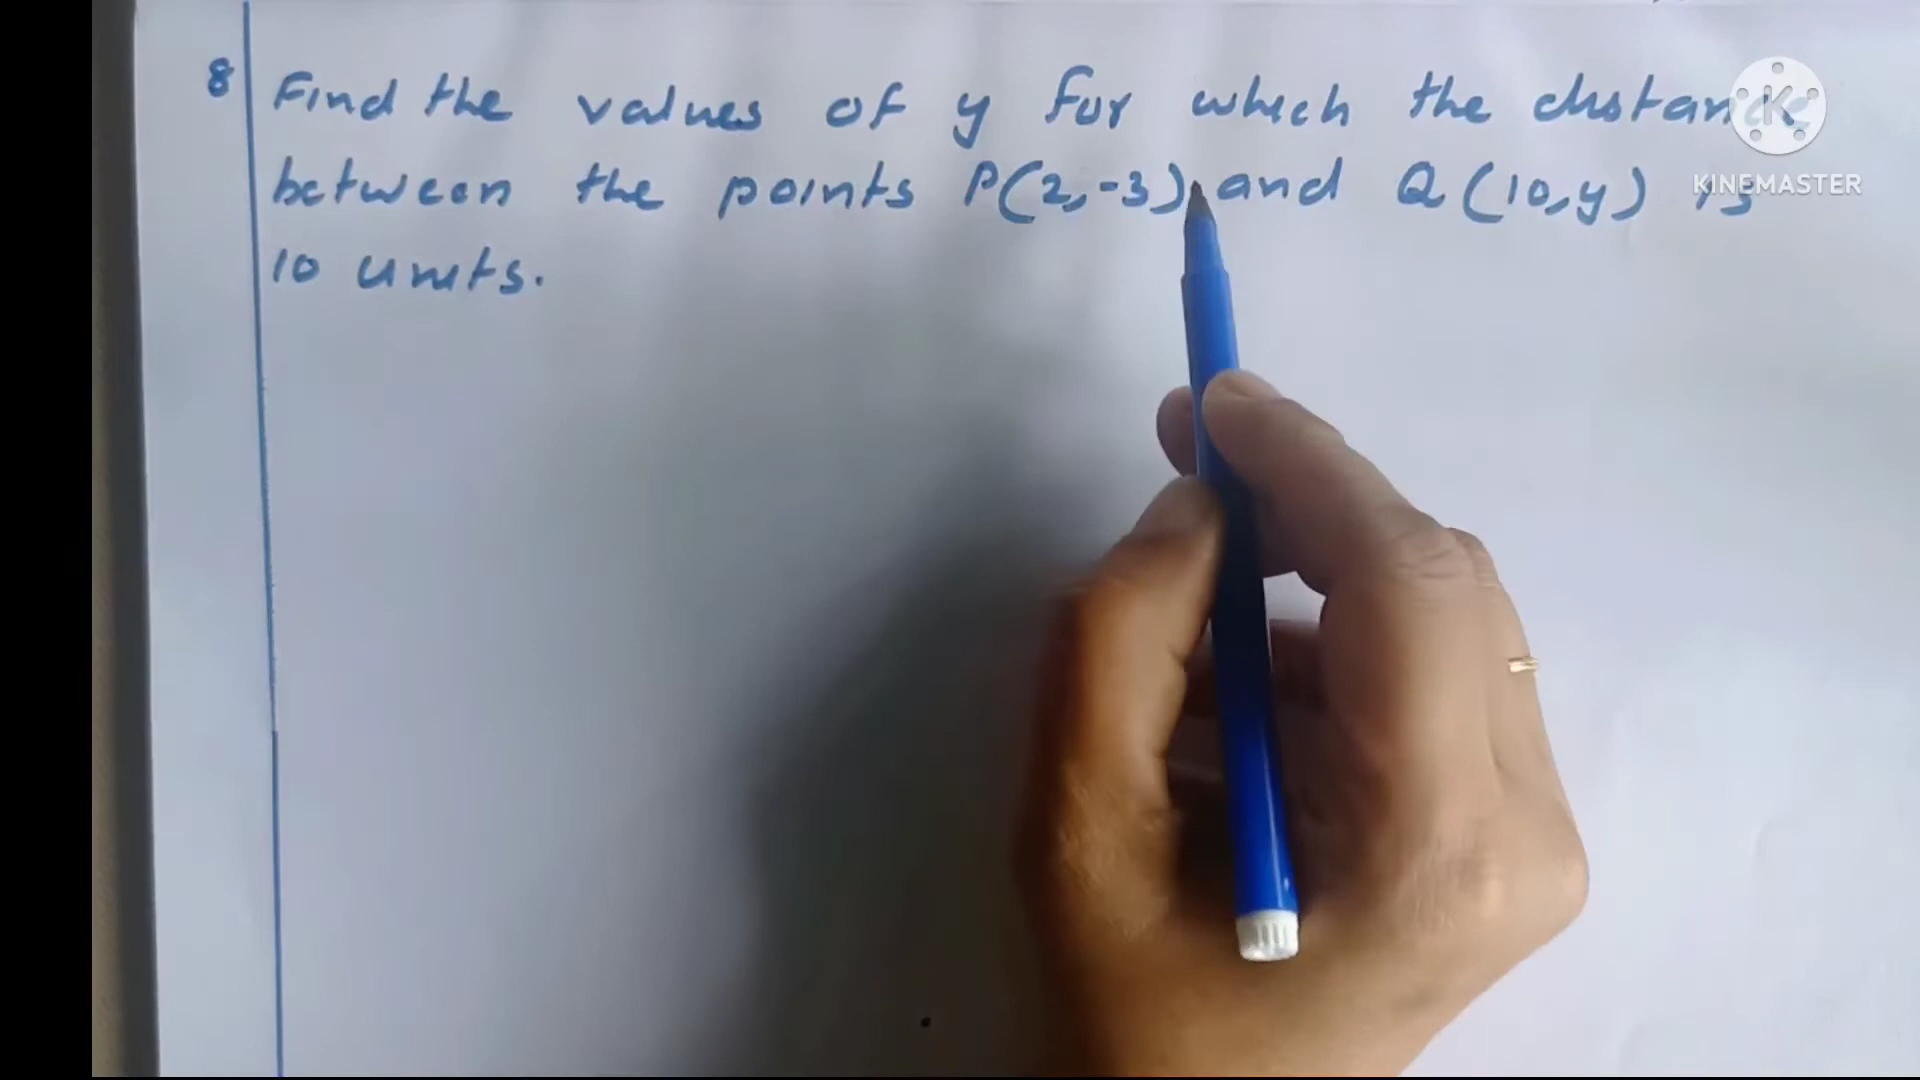 8 Find the values of y for which the distance
between the points P(2,-3) and Q(10,y) is
10 units.
KINEMASTER